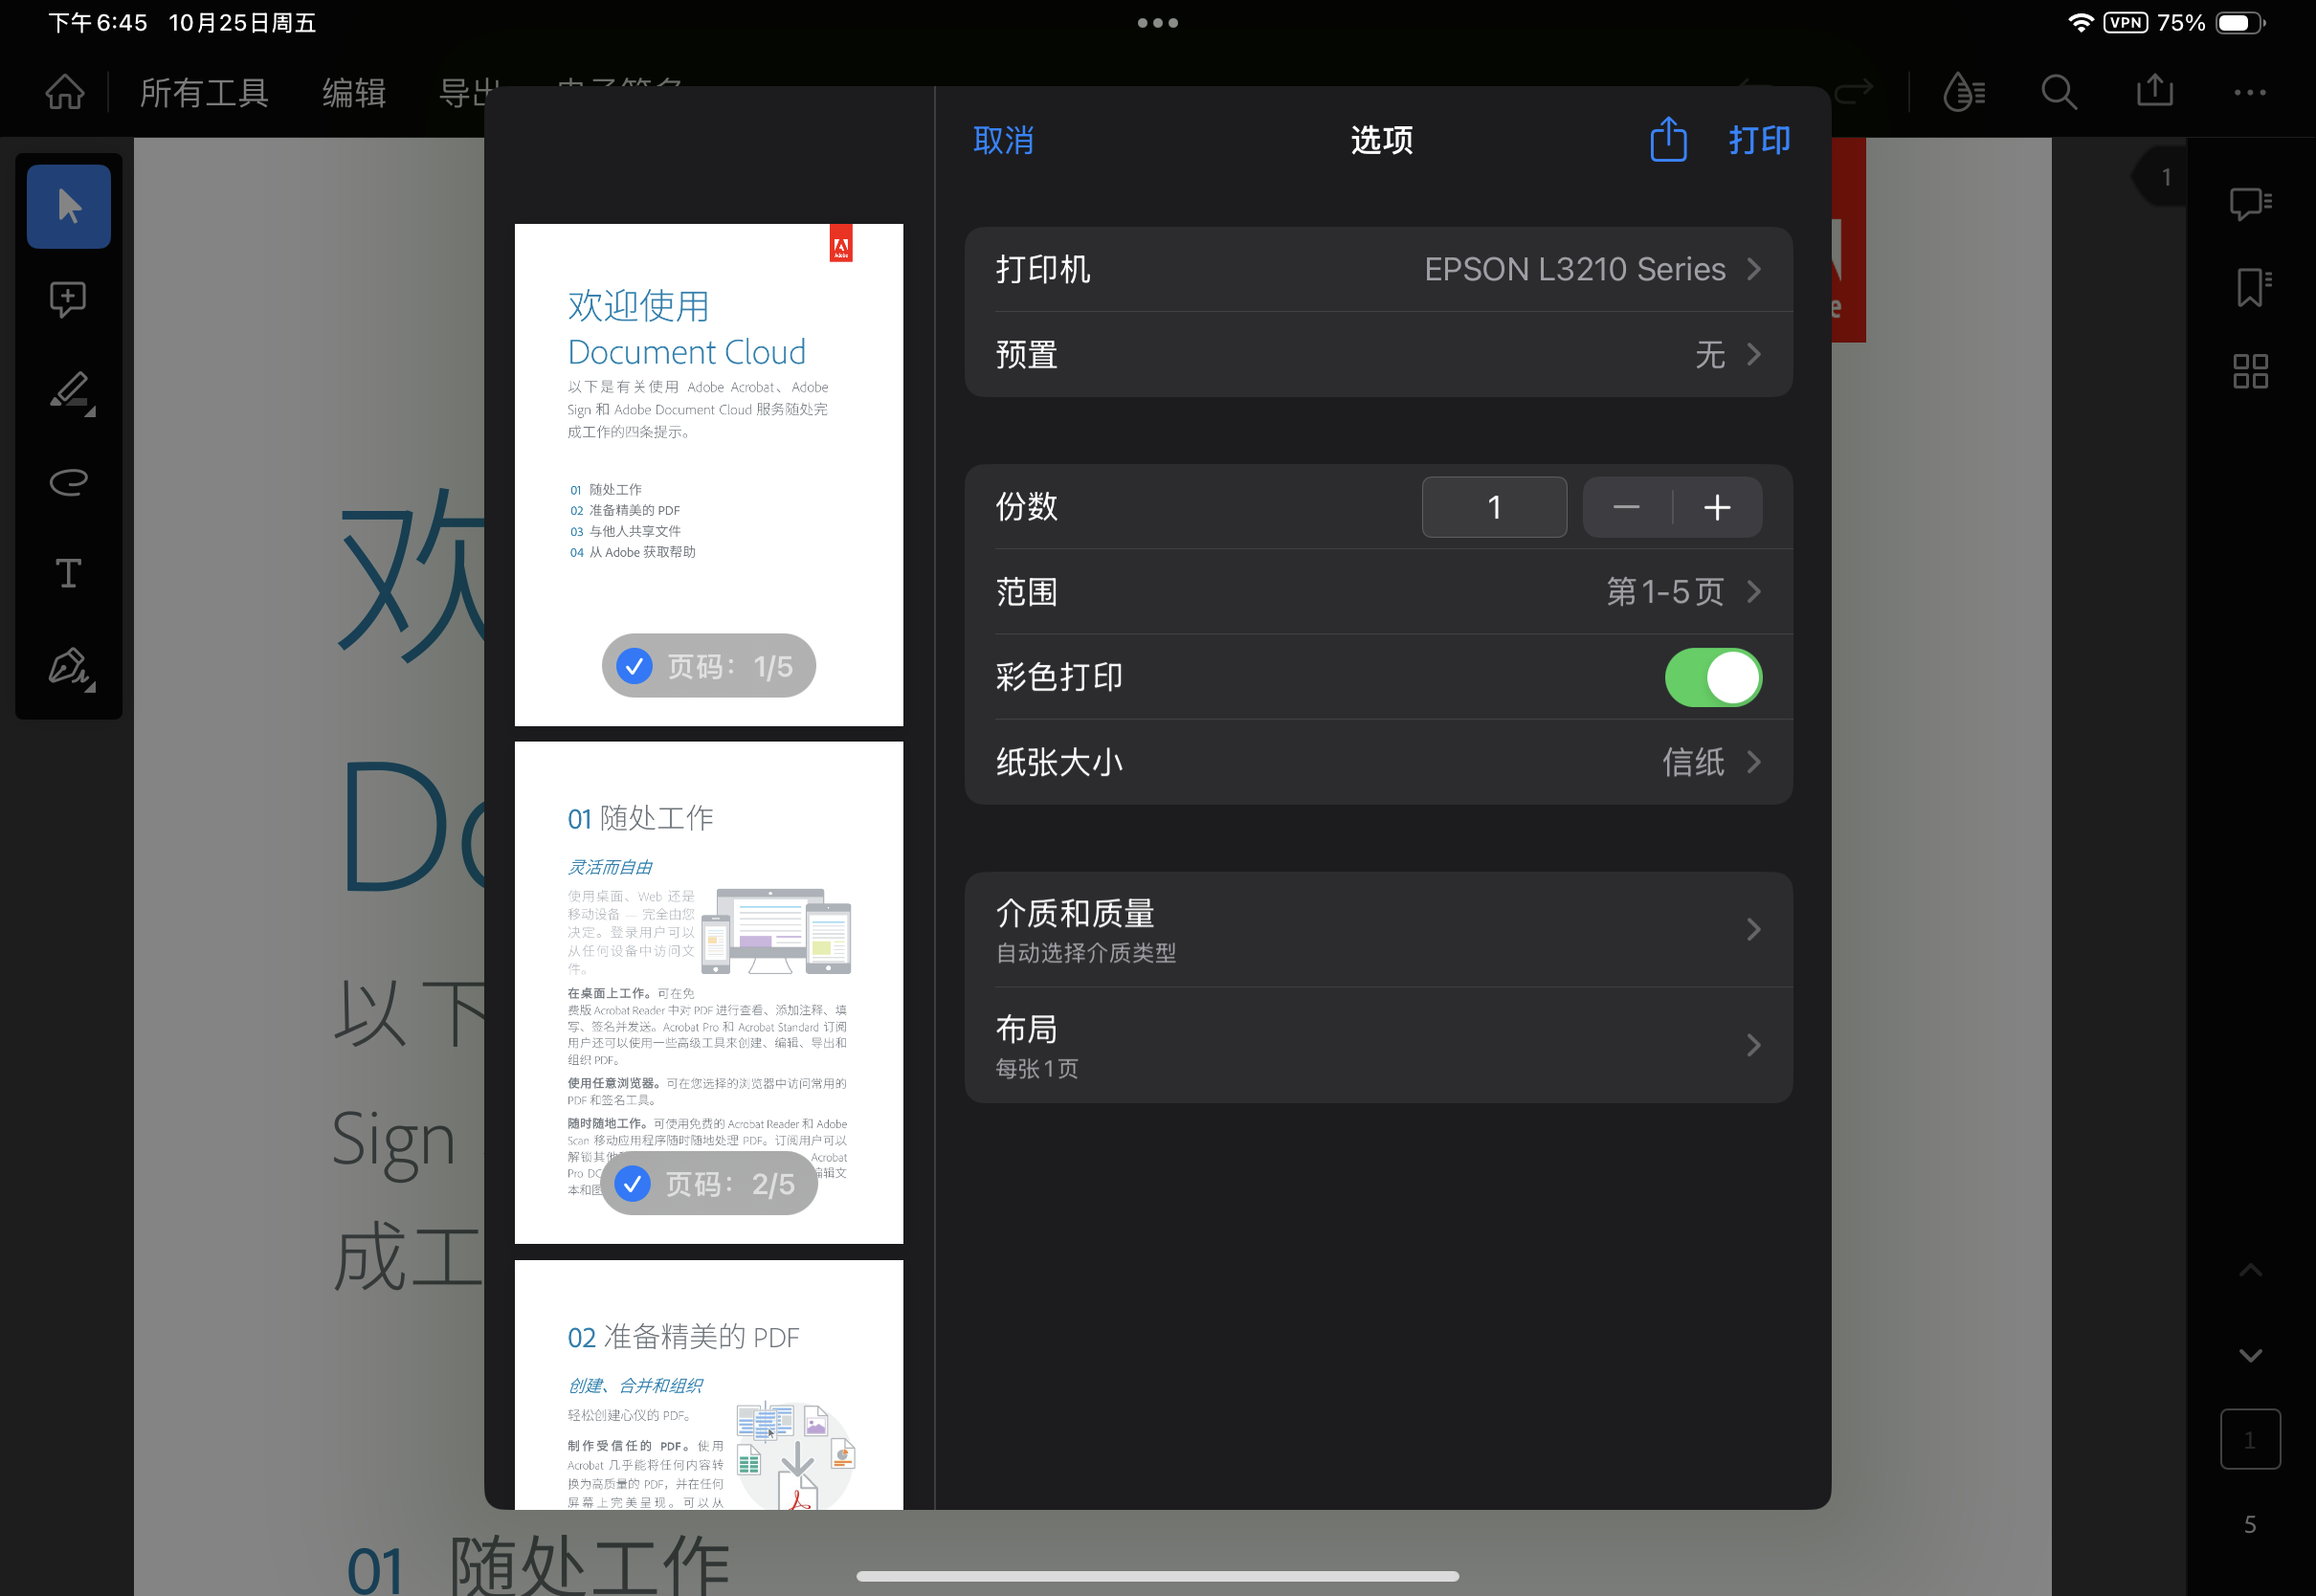 下午6:45 10月25日周五
VPN 75%
所有工具 编辑 导出 电子签名
1
欢
Do
以下
Sign
成工
01 随处工作
1
5
Adobe
欢迎使用
Document Cloud
以下是有关使用 Adobe Acrobat、Adobe
Sign 和 Adobe Document Cloud 服务随处完
成工作的四条提示。
01 随处工作
02 准备精美的 PDF
03 与他人共享文件
04 从 Adobe 获取帮助
页码：1/5
01 随处工作
灵活而自由
使用桌面、Web 还是
移动设备 — 完全由您
决定。登录用户可以
从任何设备中访问文
件。
在桌面上工作。可在免
费版 Acrobat Reader 中对 PDF 进行查看、添加注释、填
写、签名并发送。Acrobat Pro 和 Acrobat Standard 订阅
用户还可以使用一些高级工具来创建、编辑、导出和
组织 PDF。
使用任意浏览器。可在您选择的浏览器中访问常用的
PDF 和签名工具。
随时随地工作。可使用免费的 Acrobat Reader 和 Adobe
Scan 移动应用程序随时随地处理 PDF。订阅用户可以
解锁其他 Acrobat
Pro DC 编辑文
本和图
页码：2/5
02 准备精美的 PDF
创建、合并和组织
轻松创建心仪的 PDF。
制作受信任的 PDF。使用
Acrobat 几乎能将任何内容转
换为高质量的 PDF，并在任何
屏幕上完美呈现。可以从
取消 选项 打印
打印机 EPSON L3210 Series
预置 无
份数 1
范围 第1-5页
彩色打印
纸张大小 信纸
介质和质量
自动选择介质类型
布局
每张1页